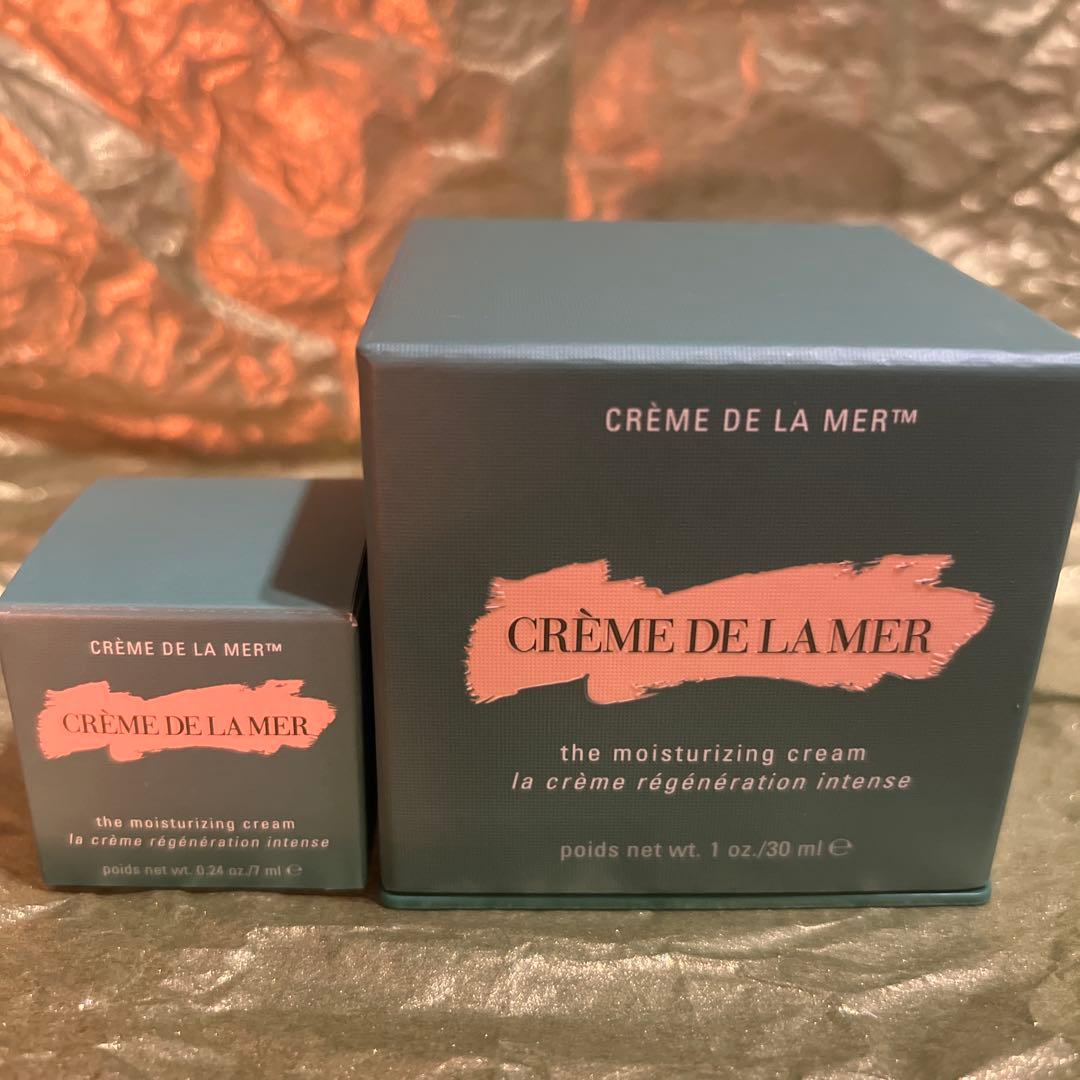 CRÈME DE LA MER™
CRÈME DE LA MER
the moisturizing cream
la crème régénération intense
poids net wt. 0.24 oz./7 ml ℮
CRÈME DE LA MER™
CRÈME DE LA MER
the moisturizing cream
la crème régénération intense
poids net wt. 1 oz./30 ml ℮